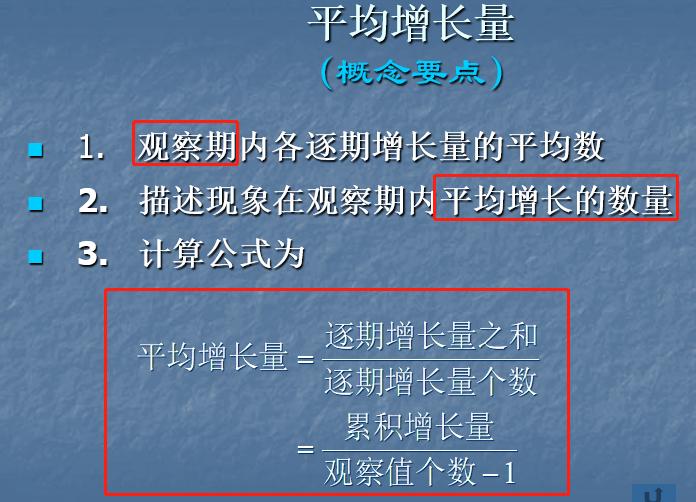 平均增长量
（概念要点）
1. 观察期内各逐期增长量的平均数
2. 描述现象在观察期内平均增长的数量
3. 计算公式为
平均增长量 = 逐期增长量之和 / 逐期增长量个数
= 累积增长量 / 观察值个数 - 1